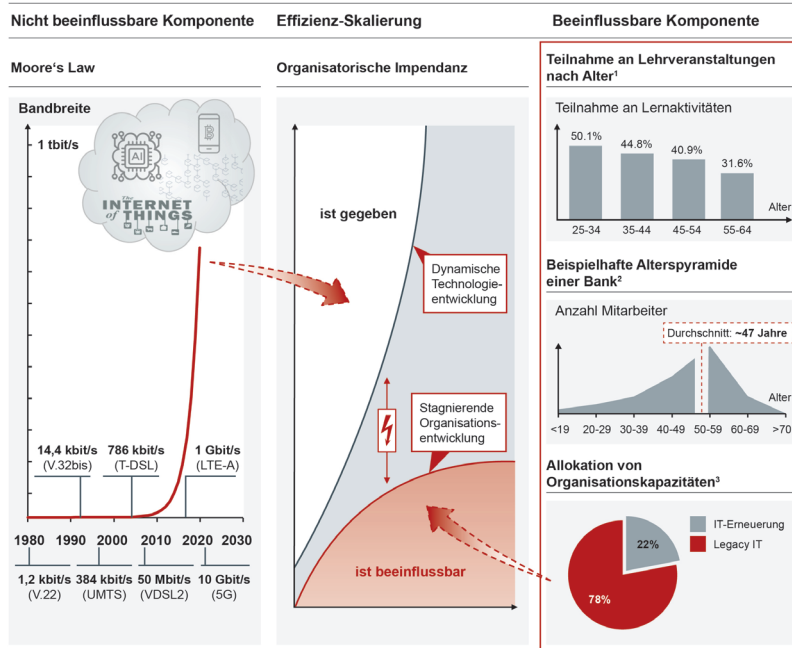 Nicht beeinflussbare Komponente
Effizienz-Skalierung
Beeinflussbare Komponente
Moore's Law
Bandbreite
1 tbit/s
AI
The
INTERNET
of THINGS
14,4 kbit/s
(V.32bis)
786 kbit/s
(T-DSL)
1 Gbit/s
(LTE-A)
1980 1990 2000 2010 2020 2030
1,2 kbit/s
(V.22)
384 kbit/s
(UMTS)
50 Mbit/s
(VDSL2)
10 Gbit/s
(5G)
Organisatorische Impendanz
ist gegeben
Dynamische
Technologie-
entwicklung
Stagnierende
Organisations-
entwicklung
ist beeinflussbar
Teilnahme an Lehrveranstaltungen
nach Alter¹
Teilnahme an Lernaktivitäten
50.1%
44.8%
40.9%
31.6%
Alter
25-34 35-44 45-54 55-64
Beispielhafte Alterspyramide
einer Bank²
Anzahl Mitarbeiter
Durchschnitt: ~47 Jahre
Alter
<19 20-29 30-39 40-49 50-59 60-69 >70
Allokation von
Organisationskapazitäten³
22%
78%
IT-Erneuerung
Legacy IT